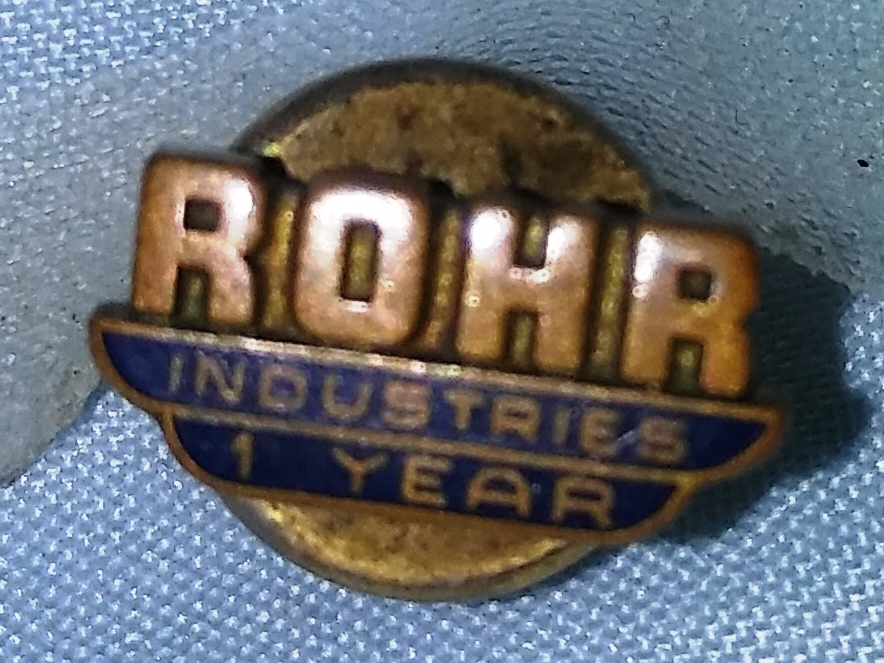 ROHR
INDUSTRIES
1 YEAR